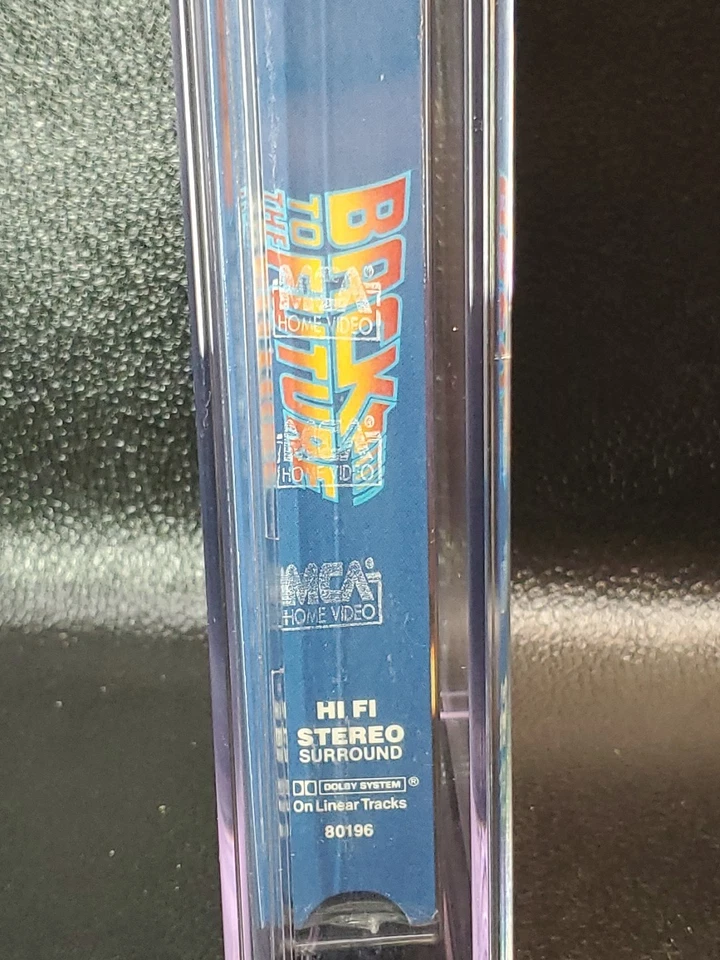 BACK
TO
THE FUTURE
MCA
HOME VIDEO
HOME VIDEO
MCA
HOME VIDEO
HI FI
STEREO
SURROUND
DOLBY SYSTEM ®
On Linear Tracks
80196